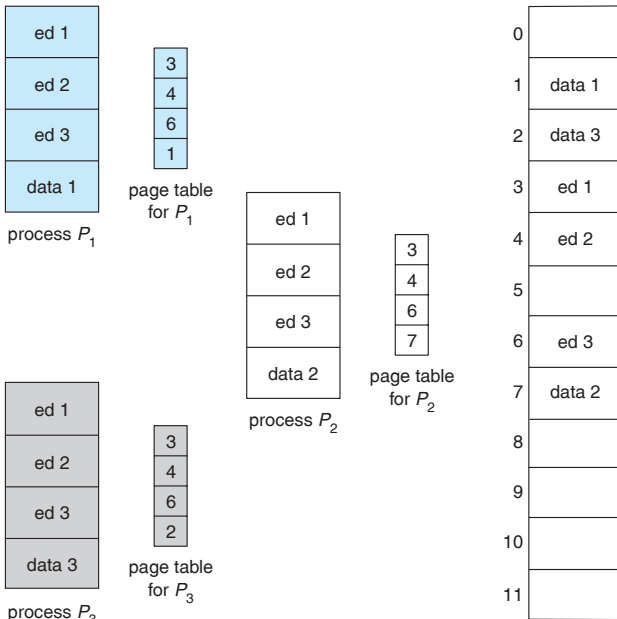 ed 1
ed 2
ed 3
data 1
process P1
3
4
6
1
page table
for P1
ed 1
ed 2
ed 3
data 2
process P2
3
4
6
7
page table
for P2
ed 1
ed 2
ed 3
data 3
process P3
3
4
6
2
page table
for P3
0
1 data 1
2 data 3
3 ed 1
4 ed 2
5
6 ed 3
7 data 2
8
9
10
11